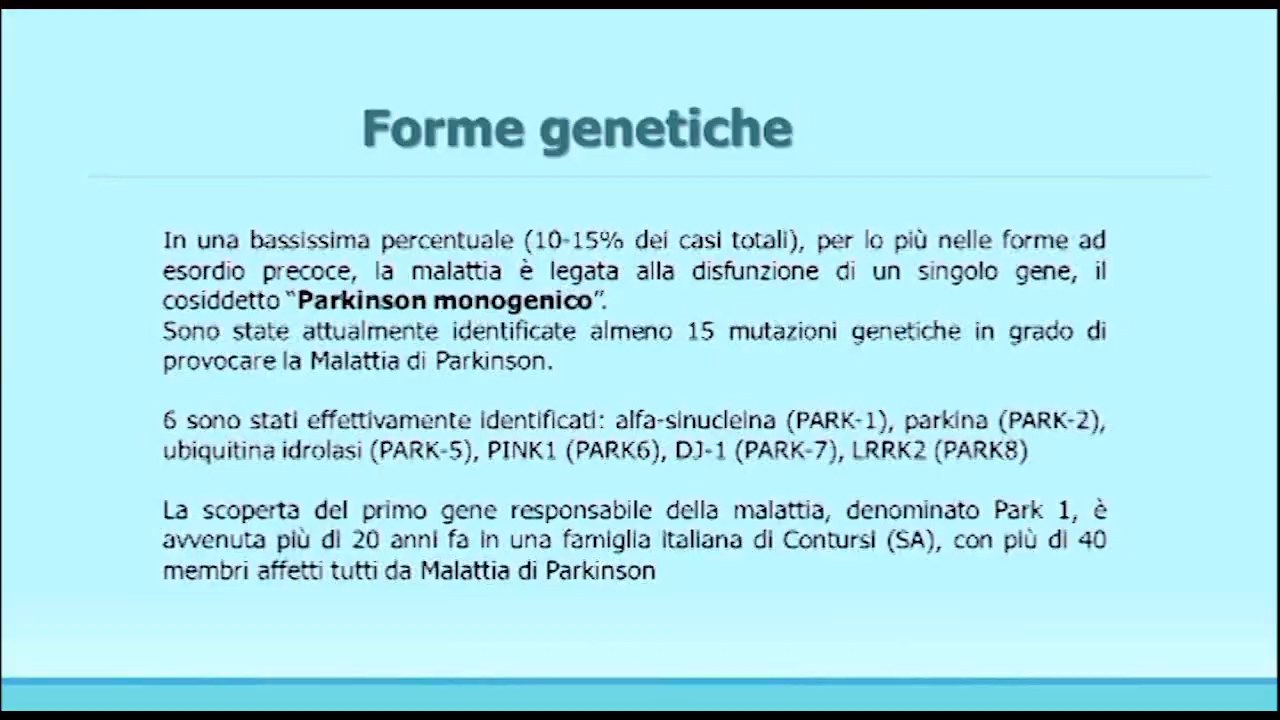 Forme genetiche
In una bassissima percentuale (10-15% dei casi totali), per lo più nelle forme ad
esordio precoce, la malattia è legata alla disfunzione di un singolo gene, il
cosiddetto “Parkinson monogenico”.
Sono state attualmente identificate almeno 15 mutazioni genetiche in grado di
provocare la Malattia di Parkinson.
6 sono stati effettivamente identificati: alfa-sinucleina (PARK-1), parkina (PARK-2),
ubiquitina idrolasi (PARK-5), PINK1 (PARK6), DJ-1 (PARK-7), LRRK2 (PARK8)
La scoperta del primo gene responsabile della malattia, denominato Park 1, è
avvenuta più di 20 anni fa in una famiglia italiana di Contursi (SA), con più di 40
membri affetti tutti da Malattia di Parkinson